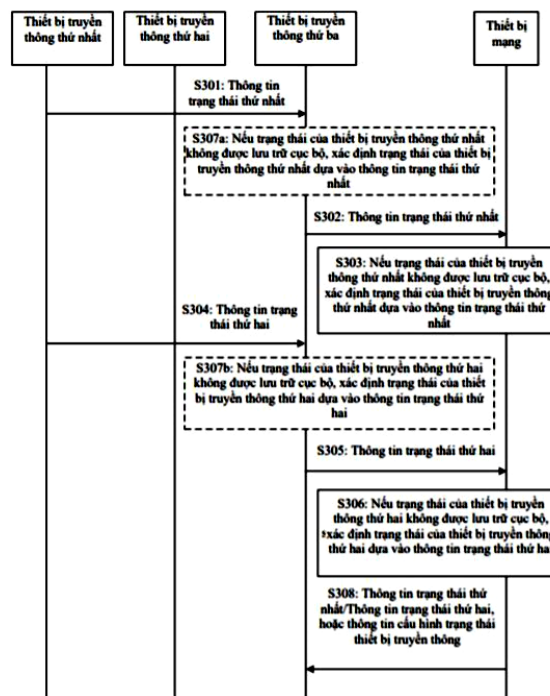 Thiết bị truyền
thông thứ nhất
Thiết bị truyền
thông thứ hai
Thiết bị truyền
thông thứ ba
Thiết bị
mạng
S301: Thông tin
trạng thái thứ nhất
S307a: Nếu trạng thái của thiết bị truyền thông thứ nhất
không được lưu trữ cục bộ, xác định trạng thái của thiết bị
truyền thông thứ nhất dựa vào thông tin trạng thái thứ
nhất
S302: Thông tin trạng thái thứ nhất
S303: Nếu trạng thái của thiết bị truyền
thông thứ nhất không được lưu cục bộ,
xác định trạng thái của thiết bị truyền thông
thứ nhất dựa vào thông tin trạng thái thứ
nhất
S304: Thông tin trạng
thái thứ hai
S307b: Nếu trạng thái của thiết bị truyền thông thứ hai
không được lưu trữ cục bộ, xác định trạng thái của thiết
bị truyền thông thứ hai dựa vào thông tin trạng thái thứ
hai
S305: Thông tin trạng thái thứ hai
S306: Nếu trạng thái của thiết bị truyền
thông thứ hai không được lưu cục bộ,
xác định trạng thái của thiết bị truyền thông
thứ hai dựa vào thông tin trạng thái thứ hai
S308: Thông tin trạng thái thứ
nhất/Thông tin trạng thái thứ hai,
hoặc thông tin cấu hình trạng thái
thiết bị truyền thông